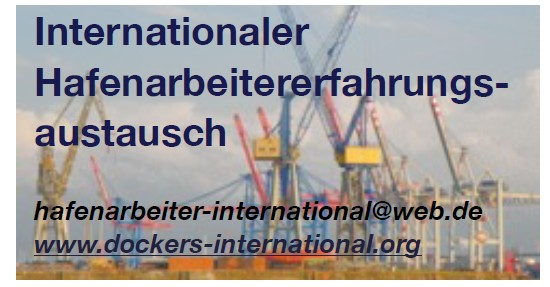 Internationaler
Hafenarbeitererfahrungs-
austausch
hafenarbeiter-international@web.de
www.dockers-international.org